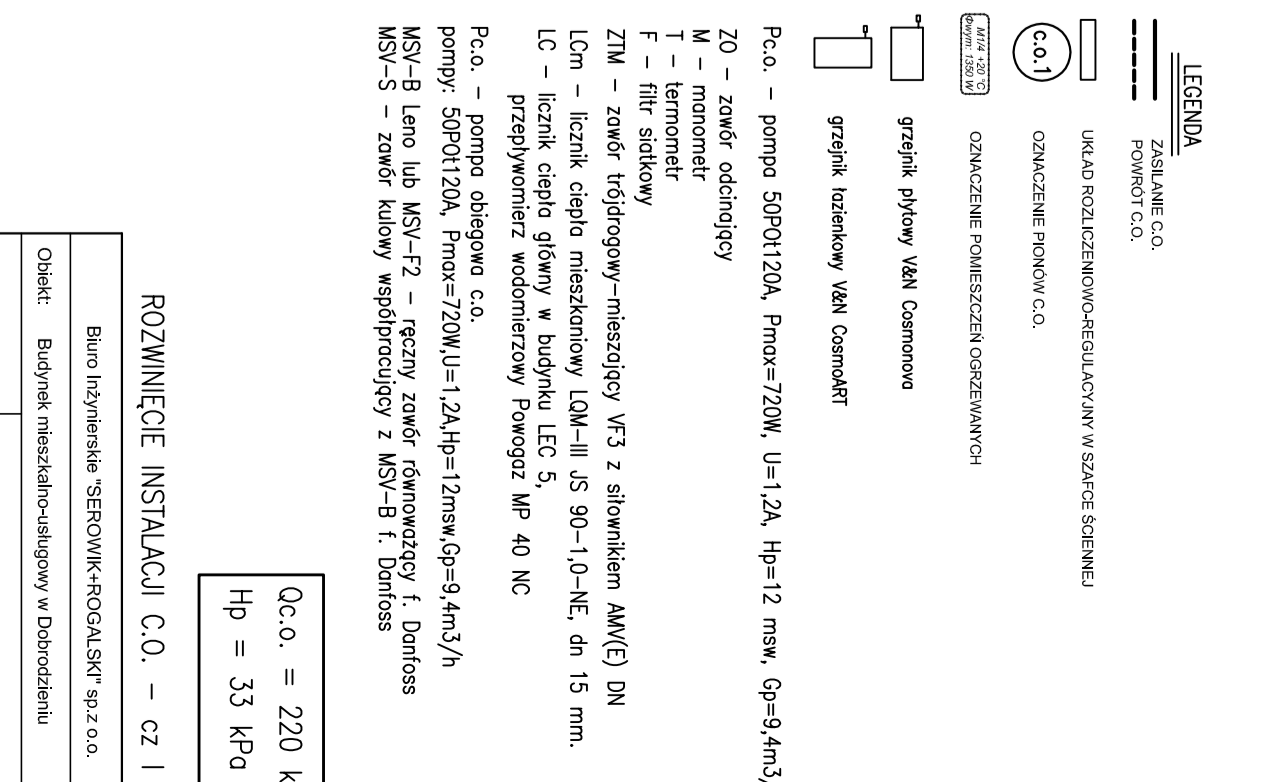 LEGENDA
ZASILANIE C.O.
POWRÓT C.O.
UKŁAD ROZLICZENIOWO-REGULACYJNY W SZAFCE ŚCIENNEJ
c.o.1
OZNACZENIE PIONÓW C.O.
M1/4 +20 °C
Φwym: 1350 W
OZNACZENIE POMIESZCZEŃ OGRZEWANYCH
grzejnik płytowy V&N Cosmonova
grzejnik łazienkowy V&N CosmoART
Pc.o. – pompa 50POt120A, Pmax=720W, U=1,2A, Hp=12 msw, Gp=9,4m3
ZO – zawór odcinający
M – manometr
T – termometr
F – filtr siatkowy
ZTM – zawór trójdrogowy–mieszający VF3 z siłownikiem AMV(E) DN
LCm – licznik ciepła mieszkaniowy LQM–III JS 90–1,0–NE, dn 15 mm.
LC – licznik ciepła główny w budynku LEC 5,
przepływomierz wodomierzowy Powogaz MP 40 NC
Pc.o. – pompa obiegowa c.o.
pompy: 50POt120A, Pmax=720W,U=1,2A,Hp=12msw,Gp=9,4m3/h
MSV–B Leno lub MSV–F2 – ręczny zawór równoważący f. Danfoss
MSV–S – zawór kulowy współpracujący z MSV–B f. Danfoss
Qc.o. = 220 k
Hp = 33 kPa
ROZWINIĘCIE INSTALACJI C.O. – cz I
Biuro Inżynierskie "SEROWIK+ROGALSKI" sp.z o.o.
Obiekt: Budynek mieszkalno-usługowy w Dobrodzieniu